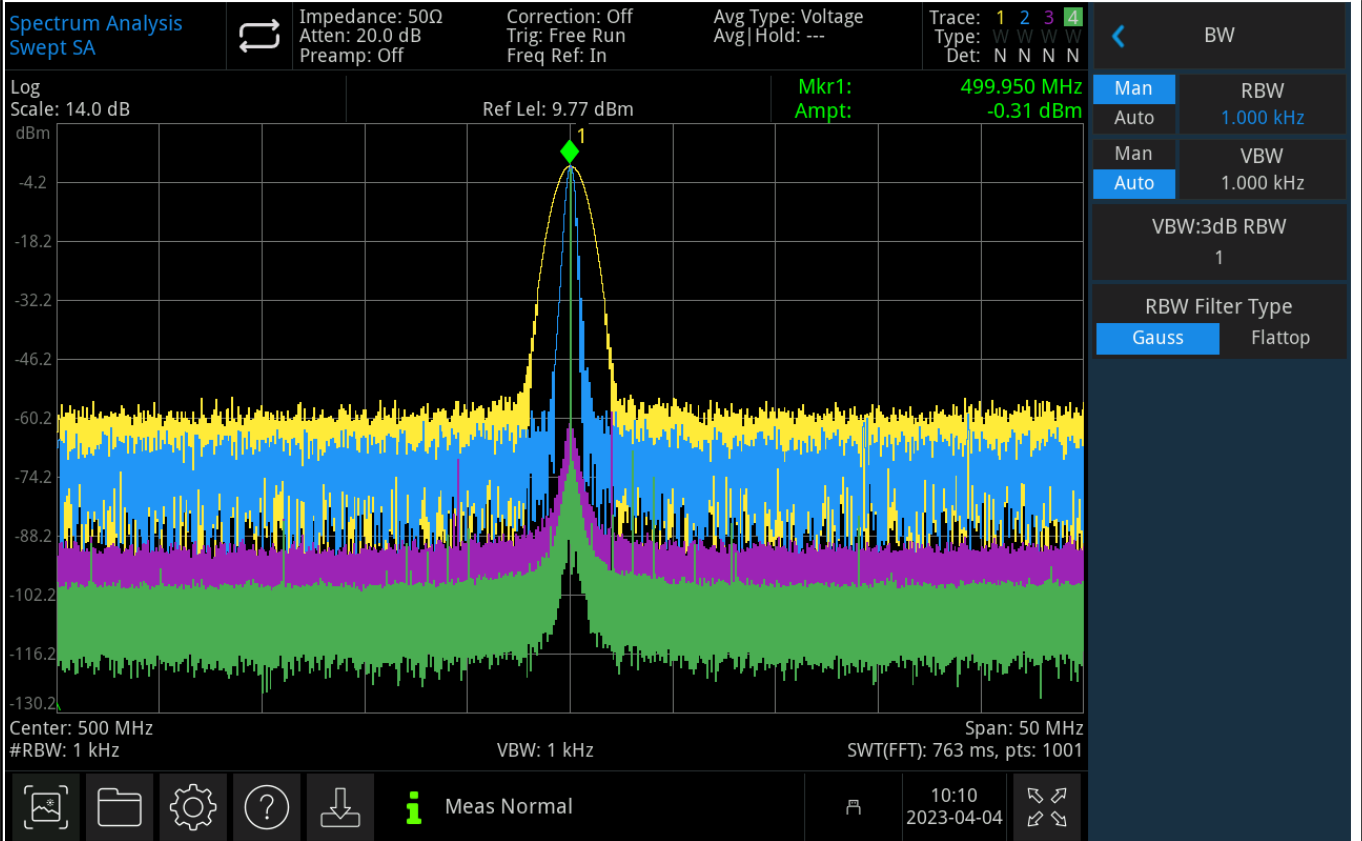 Spectrum Analysis
Swept SA
Impedance: 50Ω
Atten: 20.0 dB
Preamp: Off
Correction: Off
Trig: Free Run
Freq Ref: In
Avg Type: Voltage
Avg|Hold: ---
Trace: 1 2 3 4
Type: W W W W
Det: N N N N
BW
Log
Scale: 14.0 dB
Ref Lel: 9.77 dBm
Mkr1: 499.950 MHz
Ampt: -0.31 dBm
Man
Auto
RBW
1.000 kHz
Man
Auto
VBW
1.000 kHz
VBW:3dB RBW
1
RBW Filter Type
Gauss Flattop
dBm
1
-4.2
-18.2
-32.2
-46.2
-60.2
-74.2
-88.2
-102.2
-116.2
-130.2
Center: 500 MHz
Span: 50 MHz
#RBW: 1 kHz
VBW: 1 kHz
SWT(FFT): 763 ms, pts: 1001
?
i
Meas Normal
10:10
2023-04-04